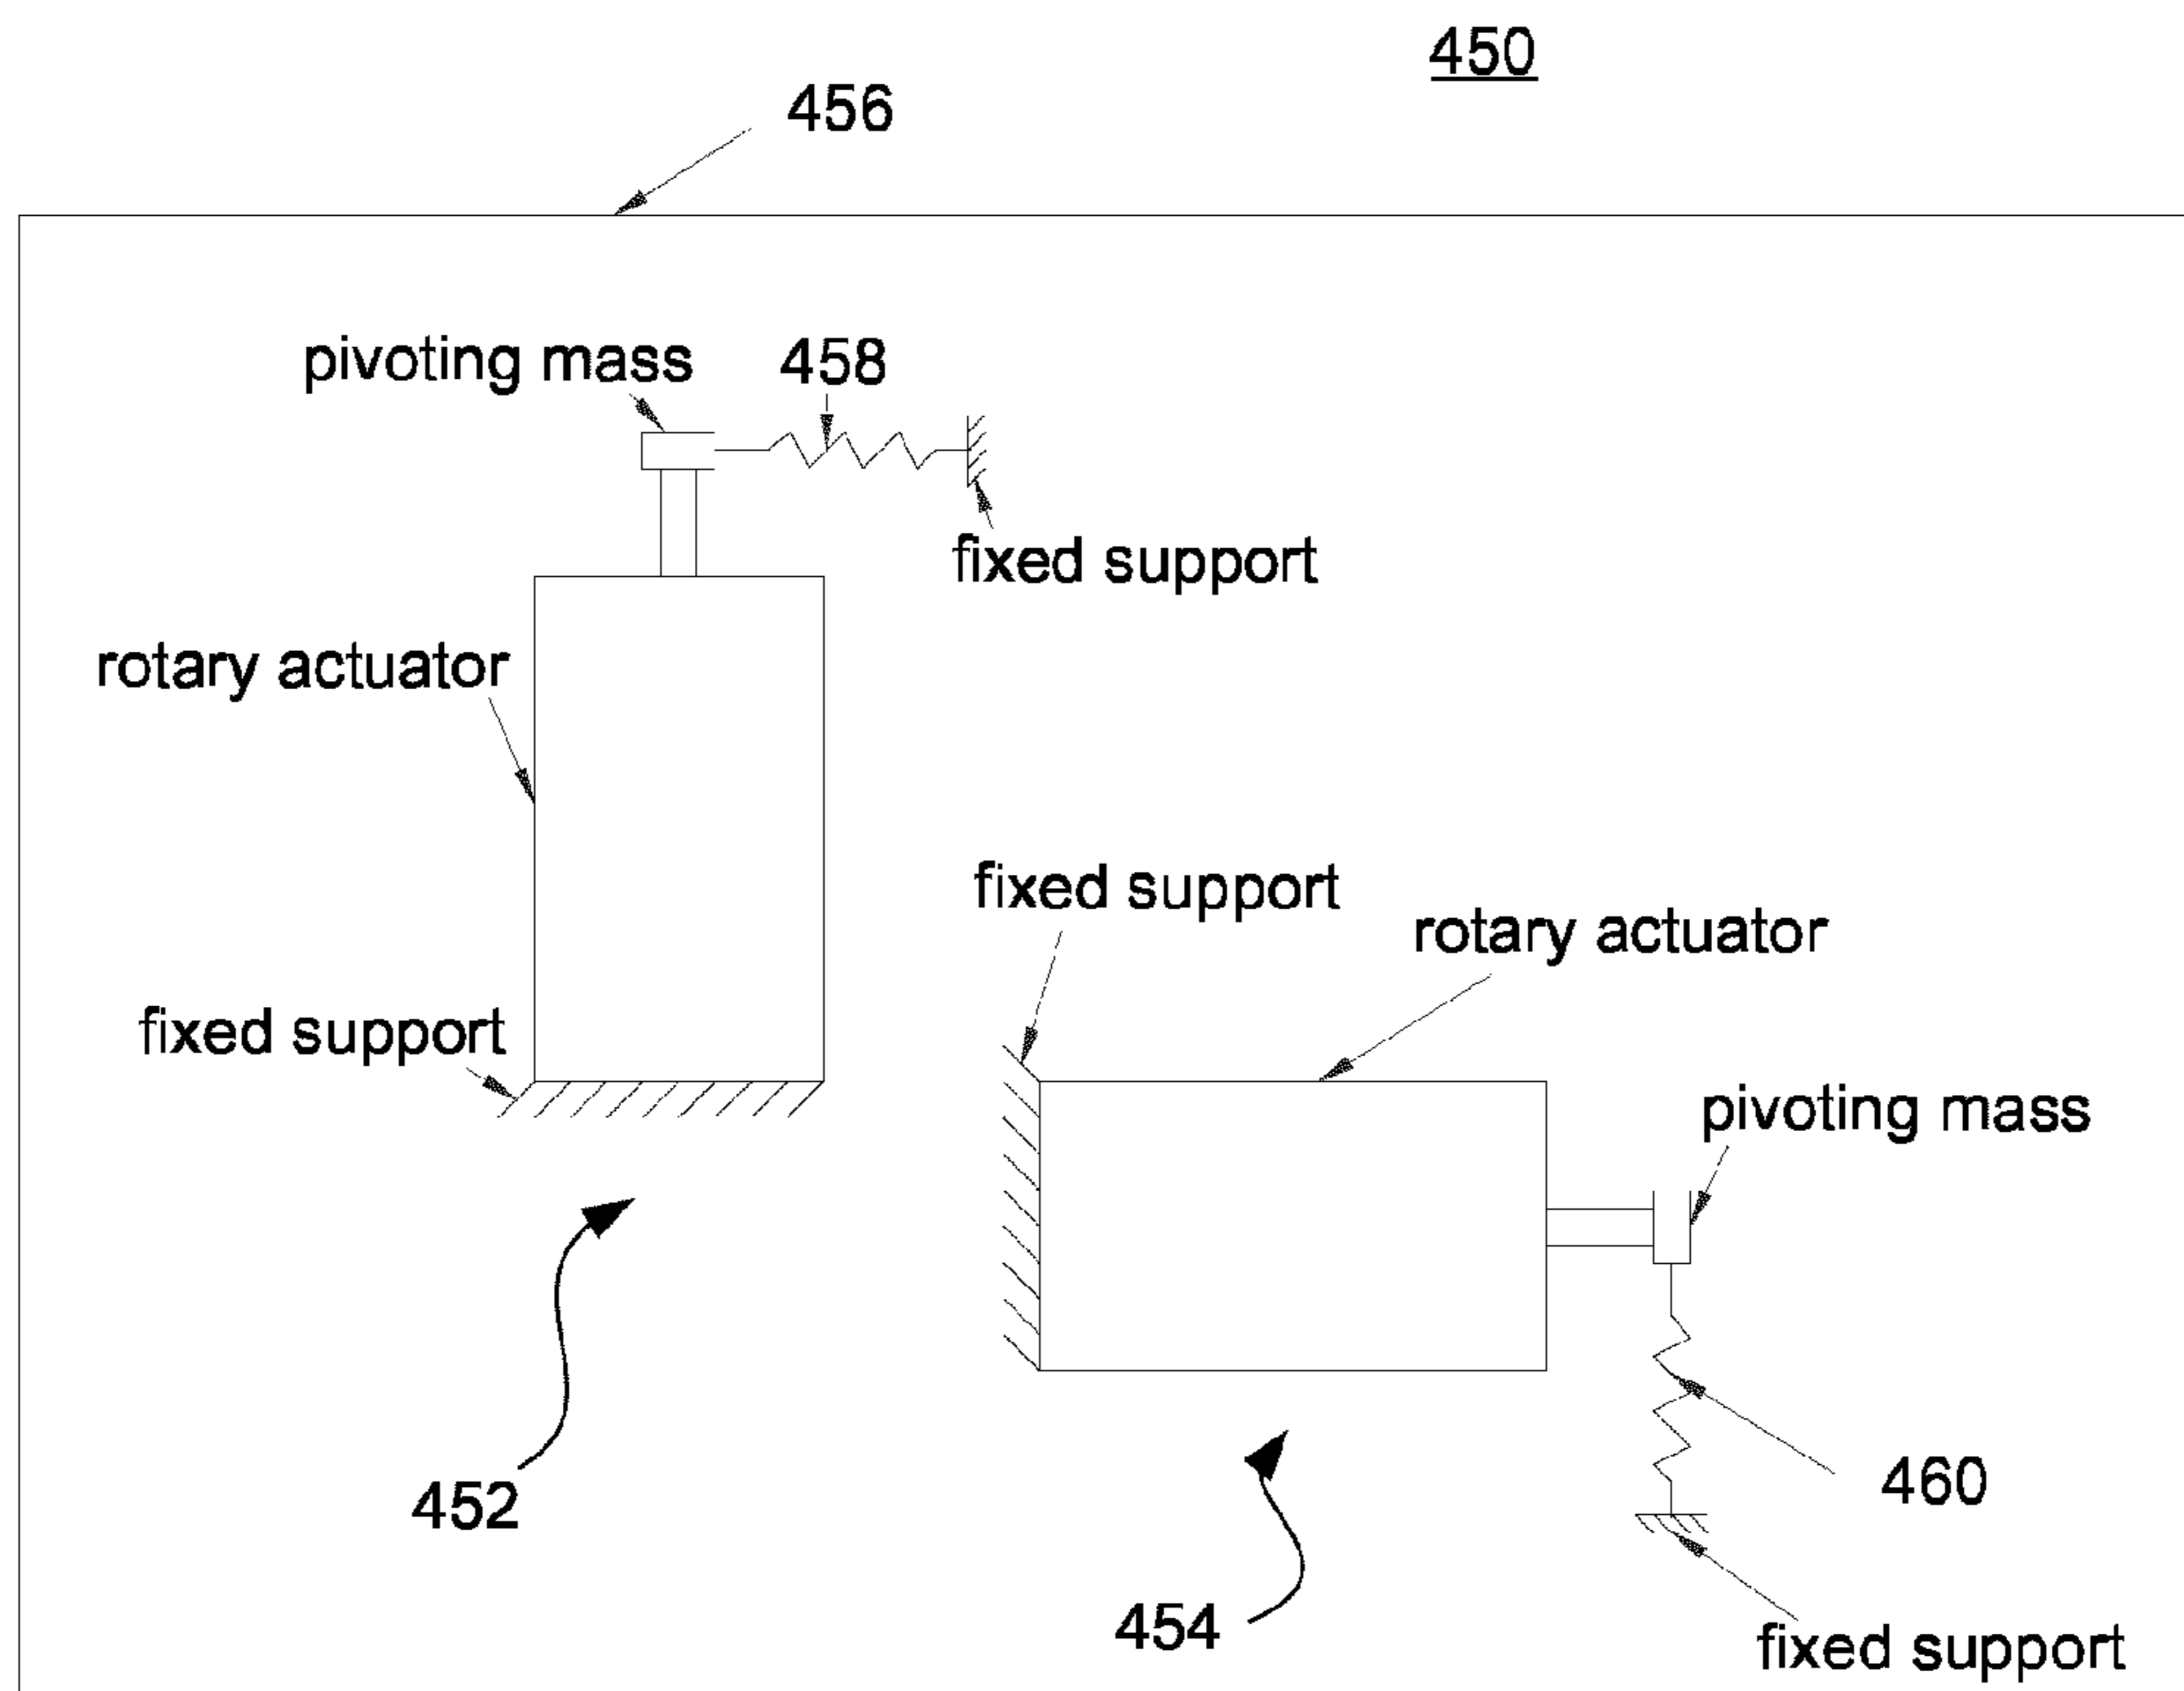 450
456
pivoting mass
458
fixed support
rotary actuator
fixed support
rotary actuator
fixed support
pivoting mass
460
452
454
fixed support